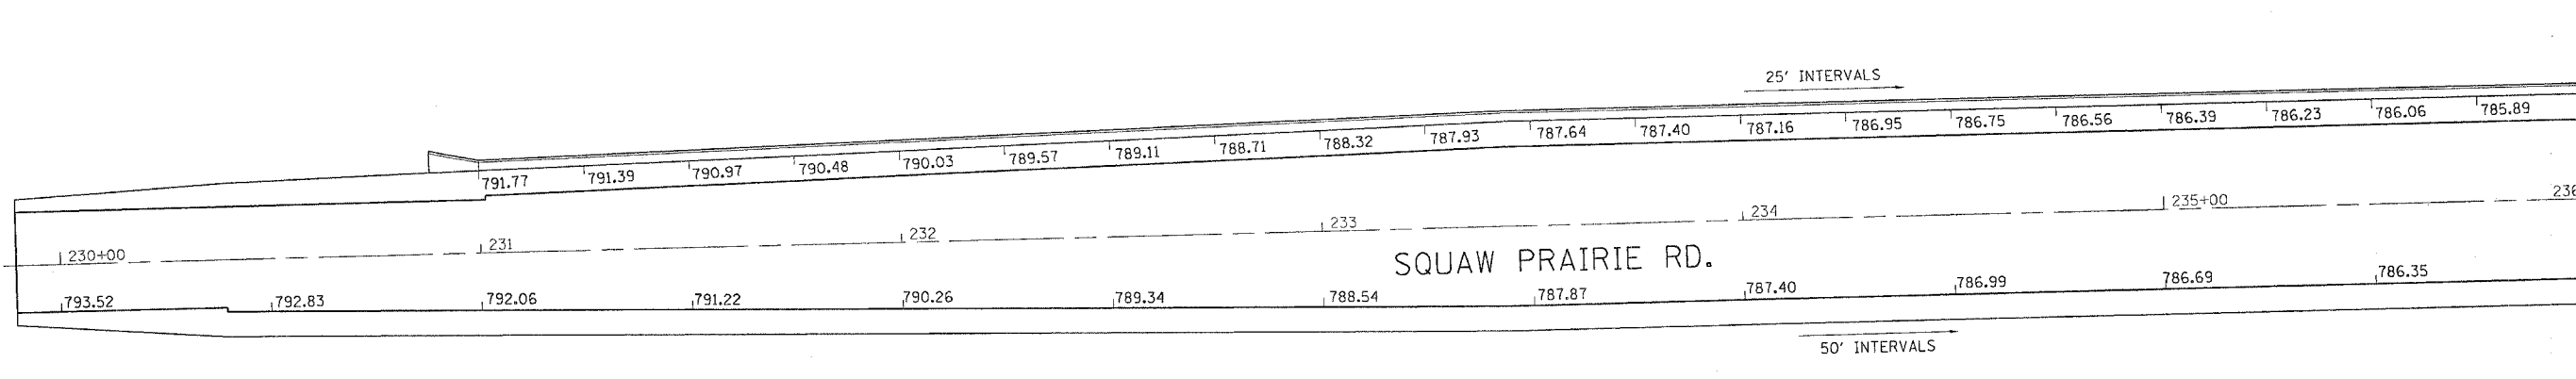 25' INTERVALS
791.77 791.39 790.97 790.48 790.03 789.57 789.11 788.71 788.32 787.93 787.64 787.40 787.16 786.95 786.75 786.56 786.39 786.23 786.06 785.89
230+00 231 232 233 234 235+00 236
SQUAW PRAIRIE RD.
793.52 792.83 792.06 791.22 790.26 789.34 788.54 787.87 787.40 786.99 786.69 786.35
50' INTERVALS